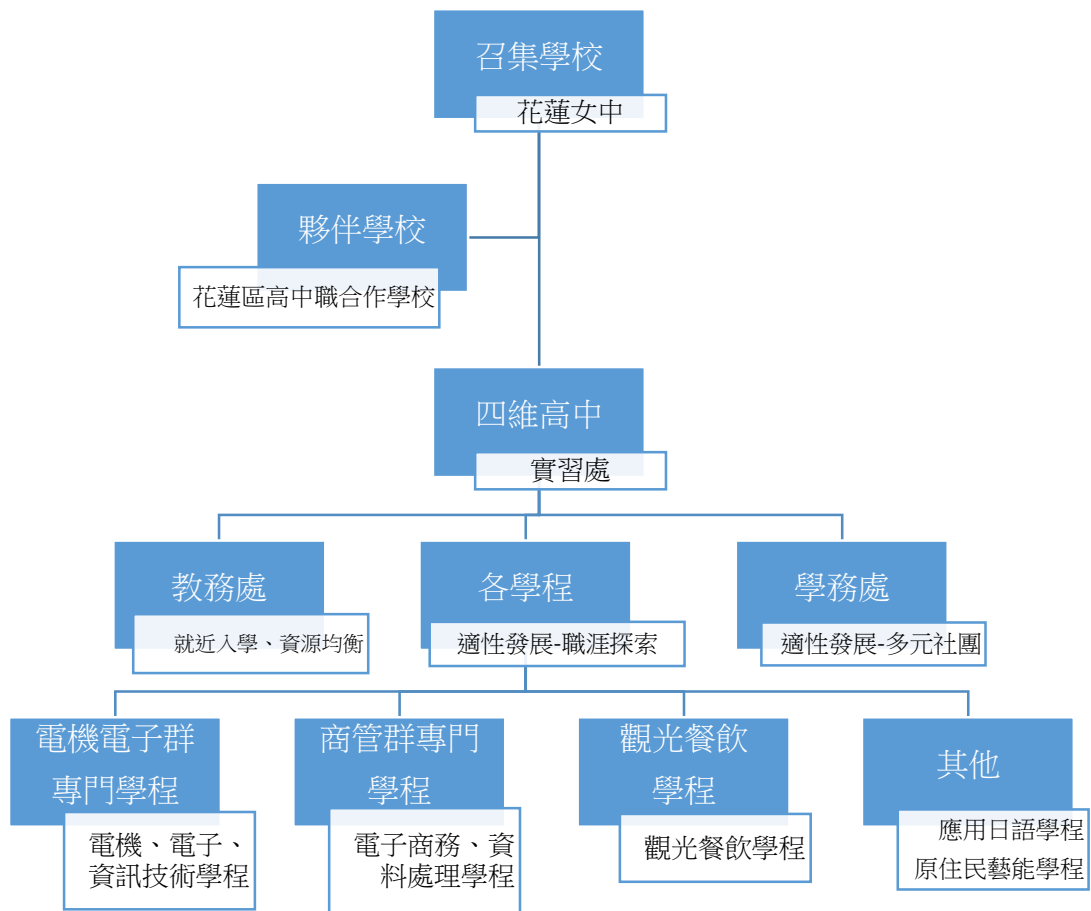 召集學校
花蓮女中
夥伴學校
花蓮區高中職合作學校
四維高中
實習處
教務處
就近入學、資源均衡
各學程
適性發展-職涯探索
學務處
適性發展-多元社團
電機電子群
專門學程
電機、電子、
資訊技術學程
商管群專門
學程
電子商務、資
料處理學程
觀光餐飲
學程
觀光餐飲學程
其他
應用日語學程
原住民藝能學程